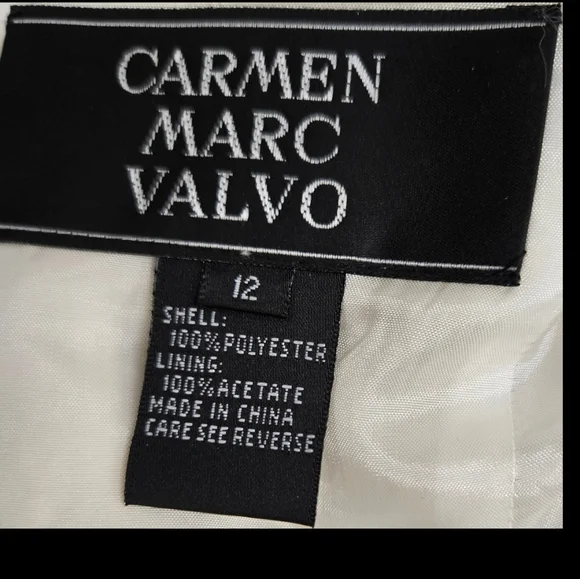 CARMEN
MARC
VALVO
12
SHELL:
100% POLYESTER
LINING:
100% ACETATE
MADE IN CHINA
CARE SEE REVERSE